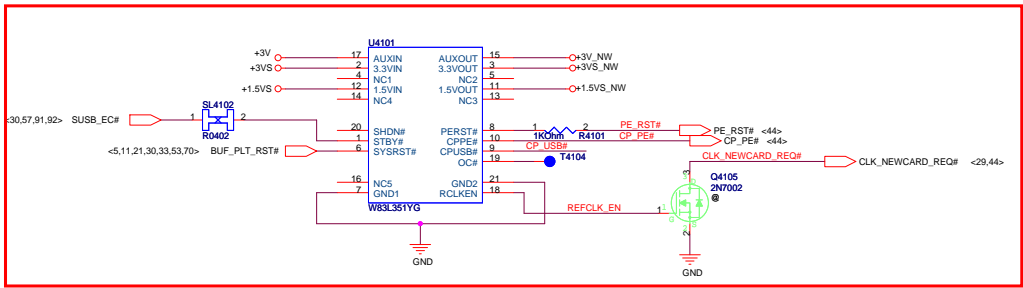 U4101
+3V
17
AUXIN
AUXOUT
15
+3V_NW
+3VS
2
3.3VIN
3.3VOUT
3
+3VS_NW
4
NC1
NC2
5
+1.5VS
12
1.5VIN
1.5VOUT
11
+1.5VS_NW
14
NC4
NC3
13
SL4102
<30,57,91,92>
SUSB_EC#
1
2
R0402
20
SHDN#
PERST#
8
1
2
PE_RST#
PE_RST#
<44>
1KOhm
R4101
1
STBY#
CPPE#
10
CP_PE#
CP_PE#
<44>
<5,11,21,30,33,53,70>
BUF_PLT_RST#
6
SYSRST#
CPUSB#
9
CP_USB#
OC#
19
T4104
CLK_NEWCARD_REQ#
CLK_NEWCARD_REQ#
<29,44>
16
NC5
GND2
21
7
GND1
RCLKEN
18
W83L351YG
REFCLK_EN
3
Q4105
2N7002
@
1
1
G
2
GND
GND